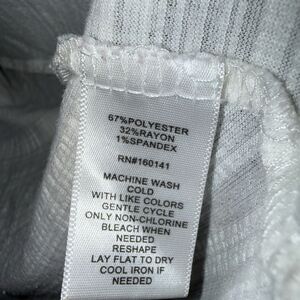 67%POLYESTER
32%RAYON
1%SPANDEX
RN#160141
MACHINE WASH
COLD
WITH LIKE COLORS
GENTLE CYCLE
ONLY NON-CHLORINE
BLEACH WHEN
NEEDED
RESHAPE
LAY FLAT TO DRY
COOL IRON IF
NEEDED